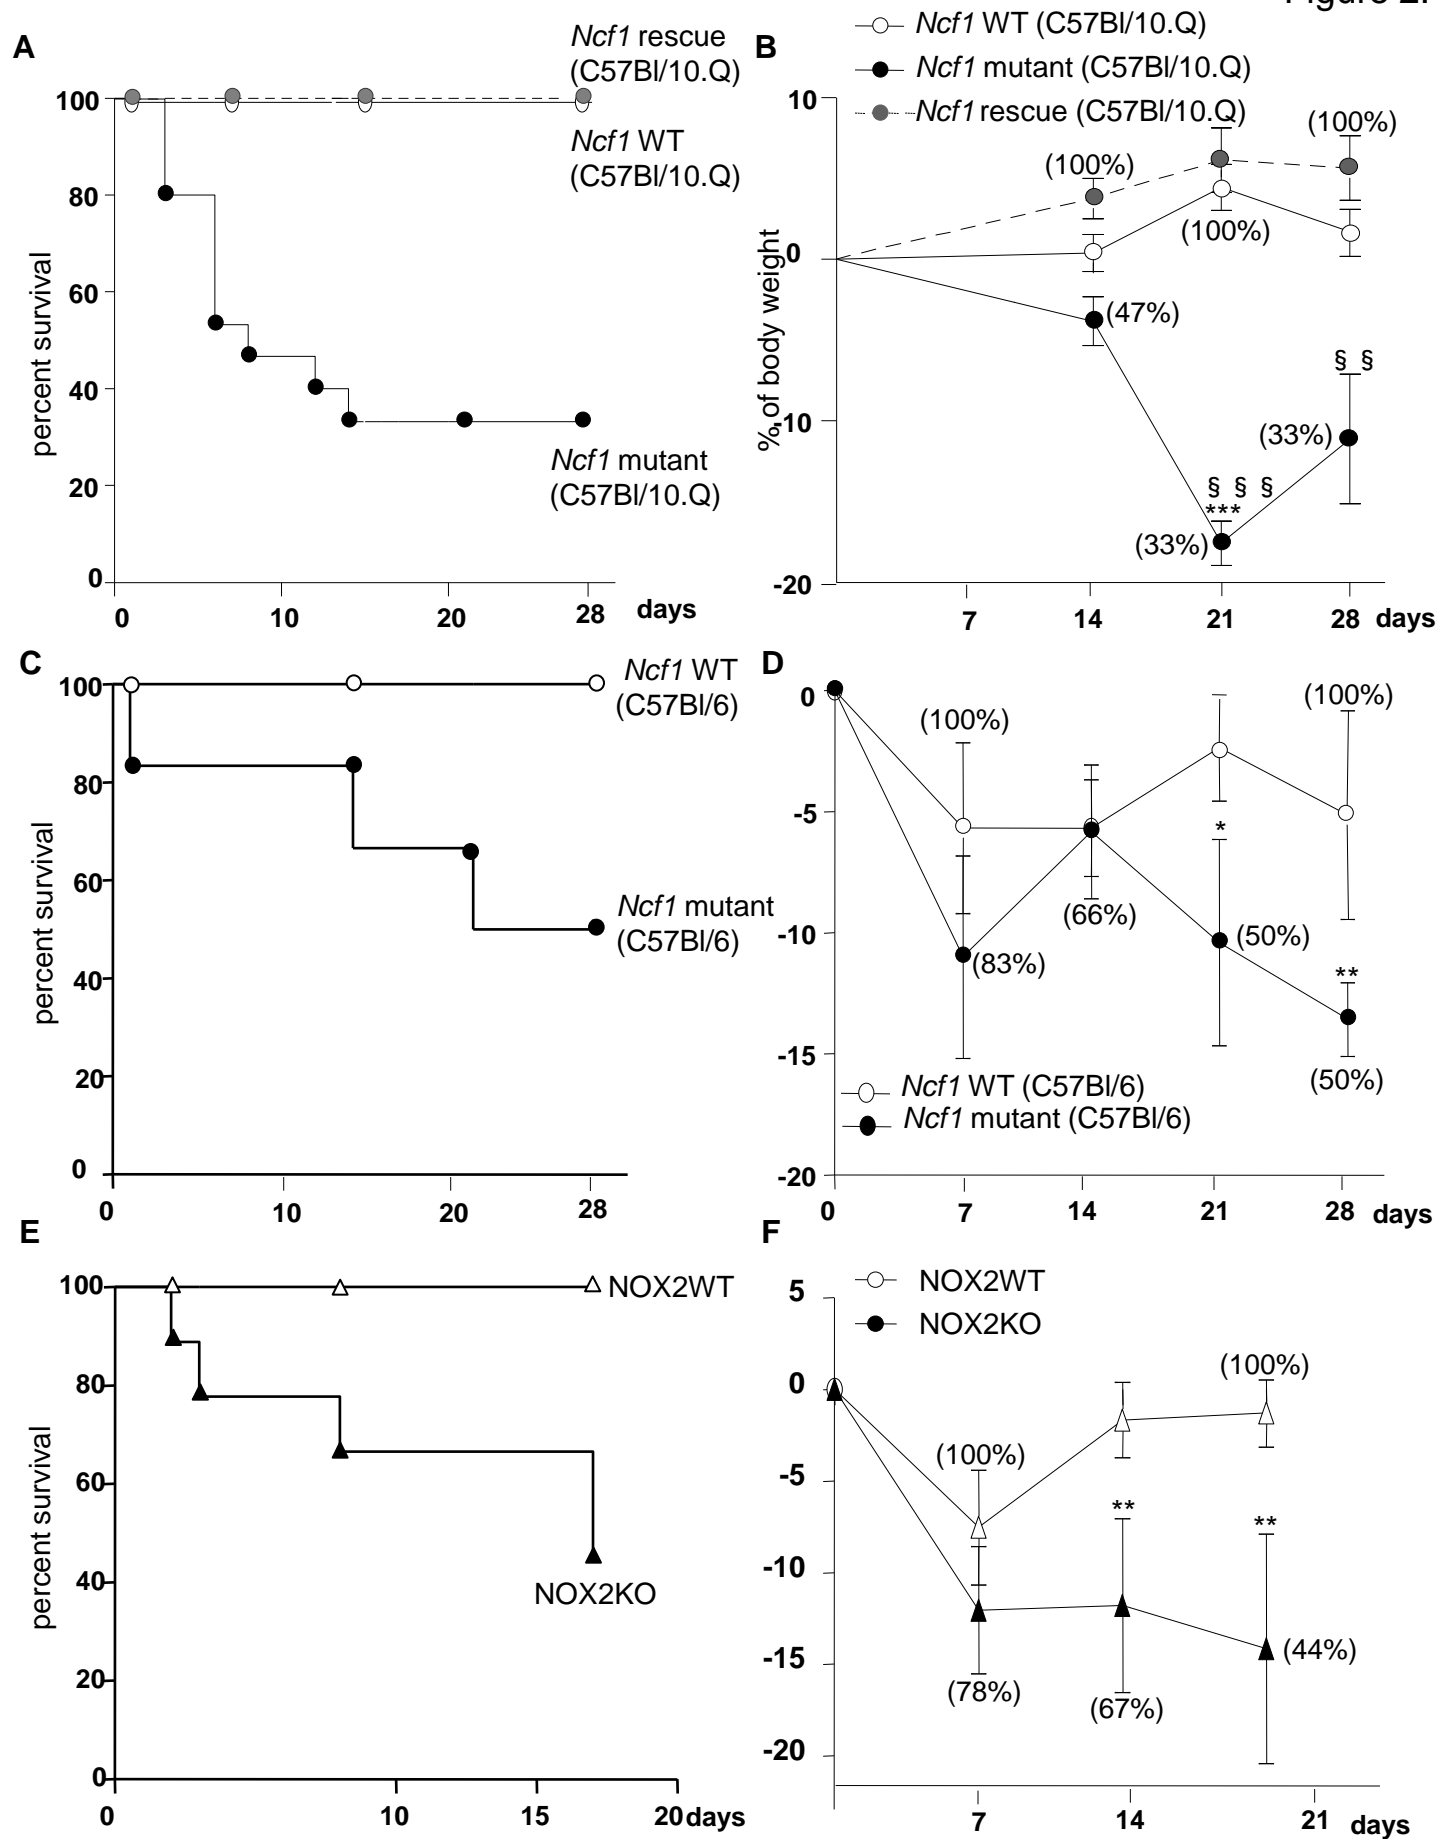 Figure 2.
A
Ncf1 rescue
(C57Bl/10.Q)
100
Ncf1 WT
(C57Bl/10.Q)
80
60
40
20
0
percent survival
Ncf1 mutant
(C57Bl/10.Q)
0 10 20 28 days
B
Ncf1 WT (C57Bl/10.Q)
Ncf1 mutant (C57Bl/10.Q)
Ncf1 rescue (C57Bl/10.Q)
10
0
-10
-20
% of body weight
(100%)
(100%)
(100%)
(47%)
§ §
(33%)
§ § §
***
(33%)
7 14 21 28 days
C
Ncf1 WT
(C57Bl/6)
100
80
60
40
20
0
percent survival
Ncf1 mutant
(C57Bl/6)
0 10 20 28
D
0
-5
-10
-15
-20
(100%)
(100%)
*
(66%)
(50%)
(83%)
**
(50%)
Ncf1 WT (C57Bl/6)
Ncf1 mutant (C57Bl/6)
0 7 14 21 28 days
E
100
80
60
40
20
0
percent survival
NOX2WT
NOX2KO
0 10 15 20 days
F
NOX2WT
NOX2KO
5
0
-5
-10
-15
-20
(100%)
(100%)
**
**
(44%)
(78%)
(67%)
7 14 21 days